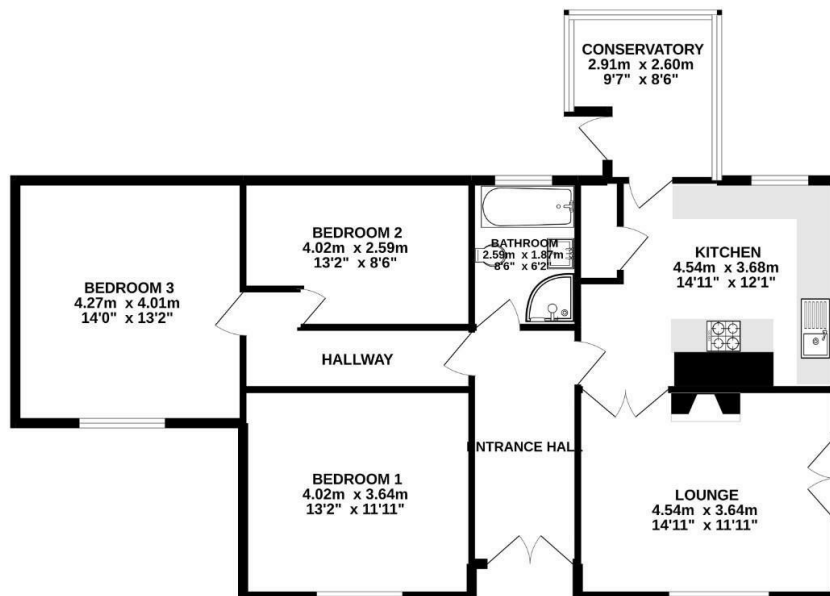 CONSERVATORY
2.91m x 2.60m
9'7" x 8'6"
BEDROOM 2
4.02m x 2.59m
13'2" x 8'6"
BATHROOM
2.59m x 1.87m
8'6" x 6'2"
KITCHEN
4.54m x 3.68m
14'11" x 12'1"
BEDROOM 3
4.27m x 4.01m
14'0" x 13'2"
HALLWAY
ENTRANCE HALL
BEDROOM 1
4.02m x 3.64m
13'2" x 11'11"
LOUNGE
4.54m x 3.64m
14'11" x 11'11"